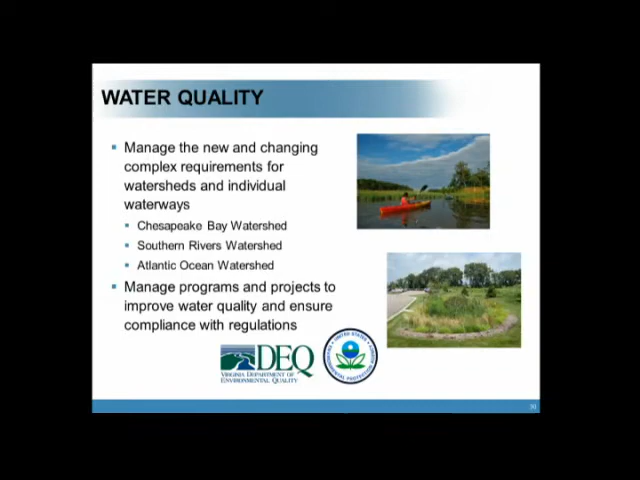 WATER QUALITY
Manage the new and changing
complex requirements for
watersheds and individual
waterways
Chesapeake Bay Watershed
Southern Rivers Watershed
Atlantic Ocean Watershed
Manage programs and projects to
improve water quality and ensure
compliance with regulations
DEQ
VIRGINIA DEPARTMENT OF
ENVIRONMENTAL QUALITY
UNITED STATES